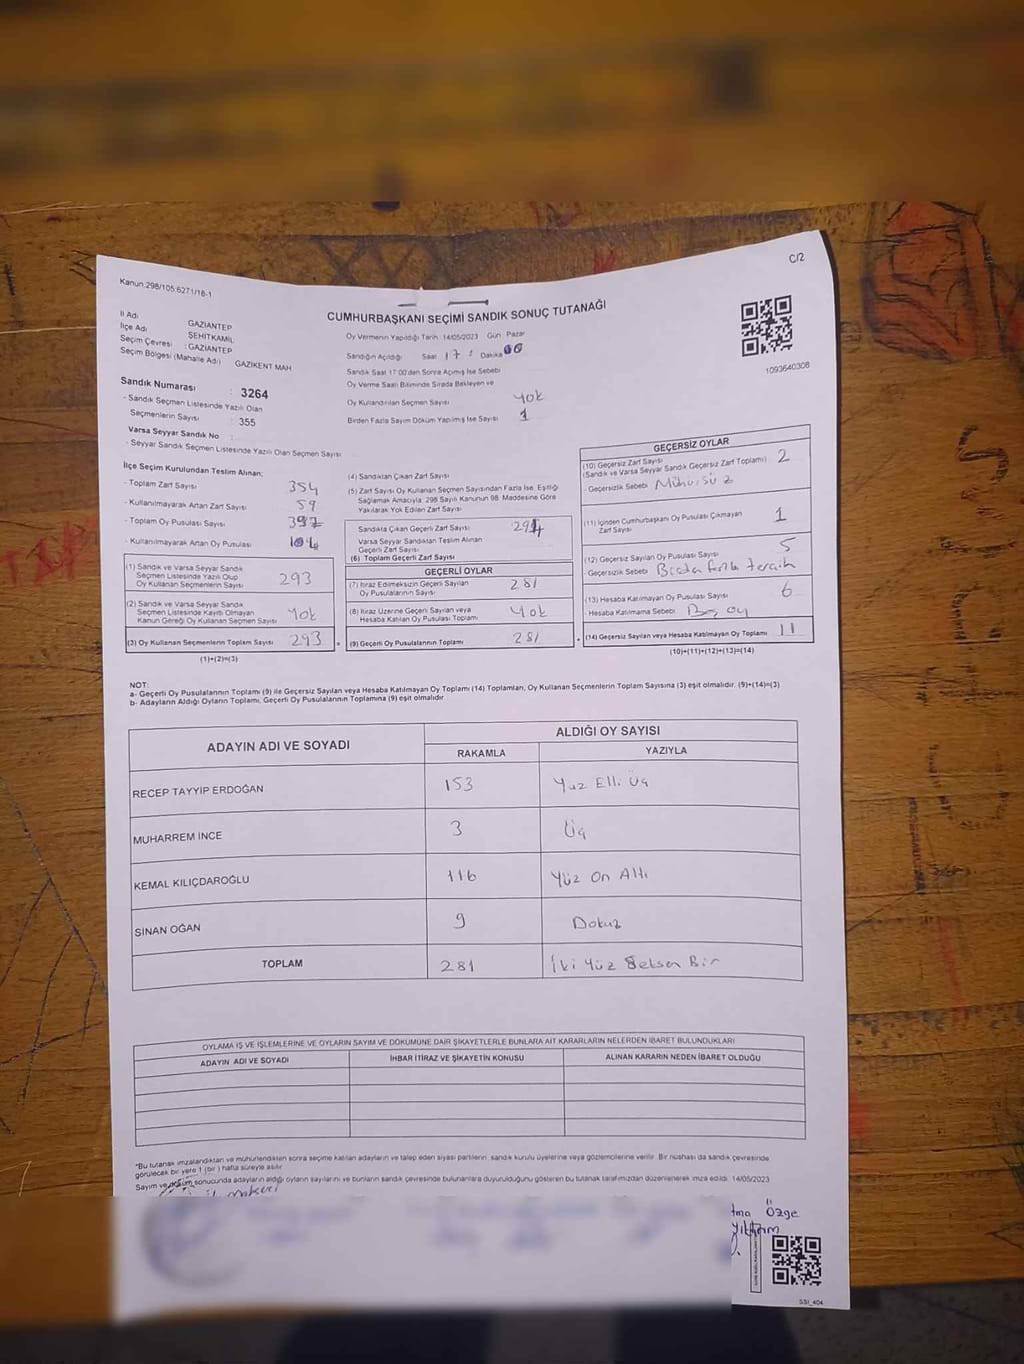 C/2
Kanun:298/105:6271/18-1
CUMHURBAŞKANI SEÇİMİ SANDIK SONUÇ TUTANAĞI
İl Adı GAZİANTEP
İlçe Adı ŞEHİTKAMİL
Seçim Çevresi : GAZİANTEP
Seçim Bölgesi (Mahalle Adı) GAZİKENT MAH
Sandık Numarası : 3264
- Sandık Seçmen Listesinde Yazılı Olan
Seçmenlerin Sayısı : 355
Varsa Seyyar Sandık No :
- Seyyar Sandık Seçmen Listesinde Yazılı Olan Seçmen Sayısı
Oy Vermenin Yapıldığı Tarih 14/05/2023 Gün Pazar
Sandığın Açıldığı Saat 17 : Dakika 00
Sandık Saat 17:00'den Sonra Açımış İse Sebebi
Oy Verme Saati Bitiminde Sırada Bekleyen ve
Oy Kullandırılan Seçmen Sayısı Yok
Birden Fazla Sayım Döküm Yapılmış İse Sayısı 1
1093640308
İlçe Seçim Kurulundan Teslim Alınan;
- Toplam Zarf Sayısı 354
- Kullanılmayarak Artan Zarf Sayısı 59
- Toplam Oy Pusulası Sayısı 397
- Kullanılmayarak Artan Oy Pusulası 104
(1) Sandık ve Varsa Seyyar Sandık
Seçmen Listesinde Yazılı Olup
Oy Kullanan Seçmenlerin Sayısı 293
(2) Sandık ve Varsa Seyyar Sandık
Seçmen Listesinde Kayıtlı Olmayan
Kanun Gereği Oy Kullanan Seçmen Sayısı Yok
(3) Oy Kullanan Seçmenlerin Toplam Sayısı 293
(1)+(2)=(3)
(4) Sandıktan Çıkan Zarf Sayısı
(5) Zarf Sayısı Oy Kullanan Seçmen Sayısından Fazla İse, Eşitliği
Sağlamak Amacıyla; 298 Sayılı Kanunun 98. Maddesine Göre
Yakılarak Yok Edilen Zarf Sayısı
Sandıkta Çıkan Geçerli Zarf Sayısı 291
Varsa Seyyar Sandıktan Teslim Alınan
Geçerli Zarf Sayısı
(6) Toplam Geçerli Zarf Sayısı
GEÇERLİ OYLAR
(7) İtiraz Edilmeksizin Geçerli Sayılan
Oy Pusulalarının Sayısı 281
(8) İtiraz Üzerine Geçerli Sayılan veya
Hesaba Katılan Oy Pusulası Toplamı Yok
(9) Geçerli Oy Pusulalarının Toplamı 281
GEÇERSİZ OYLAR
(10) Geçersiz Zarf Sayısı
(Sandık ve Varsa Seyyar Sandık Geçersiz Zarf Toplamı) 2
- Geçersizlik Sebebi Mühürsüz
(11) İçinden Cumhurbaşkanı Oy Pusulası Çıkmayan
Zarf Sayısı 1
(12) Geçersiz Sayılan Oy Pusulası Sayısı 5
- Geçersizlik Sebebi Birden fazla tercih
(13) Hesaba Katılmayan Oy Pusulası Sayısı 6
- Hesaba Katılmama Sebebi Boş oy
(14) Geçersiz Sayılan veya Hesaba Katılmayan Oy Toplamı 11
(10)+(11)+(12)+(13)=(14)
NOT:
a- Geçerli Oy Pusulalarının Toplamı (9) ile Geçersiz Sayılan veya Hesaba Katılmayan Oy Toplamı (14) Toplamları, Oy Kullanan Seçmenlerin Toplam Sayısına (3) eşit olmalıdır. (9)+(14)=(3)
b- Adayların Aldığı Oyların Toplamı, Geçerli Oy Pusulalarının Toplamına (9) eşit olmalıdır.
ADAYIN ADI VE SOYADI ALDIĞI OY SAYISI
RAKAMLA YAZIYLA
RECEP TAYYİP ERDOĞAN 153 Yüz Elli Üç
MUHARREM İNCE 3 Üç
KEMAL KILIÇDAROĞLU 116 Yüz On Altı
SİNAN OĞAN 9 Dokuz
TOPLAM 281 İki Yüz Seksen Bir
OYLAMA İŞ VE İŞLEMLERİNE VE OYLARIN SAYIM VE DÖKÜMÜNE DAİR ŞİKAYETLERLE BUNLARA AİT KARARLARIN NELERDEN İBARET BULUNDUKLARI
ADAYIN ADI VE SOYADI İHBAR İTİRAZ VE ŞİKAYETİN KONUSU ALINAN KARARIN NEDEN İBARET OLDUĞU
*Bu tutanak imzalandıktan ve mühürlendikten sonra seçime katılan adayların ve talep eden siyasi partilerin sandık kurulu üyelerine veya gözlemcilerine verilir. Bir nüshası da sandık çevresinde
görülecek bir yere 1 (bir) hafta süreyle asılır.
Sayım ve döküm sonucunda adayların aldığı oyların sayılarını ve bunların sandık çevresinde bulunanlara duyurulduğunu gösteren bu tutanak tarafımızdan düzenlenerek imza edildi. 14/05/2023
tma Özge
Yıldırım
SSI_404